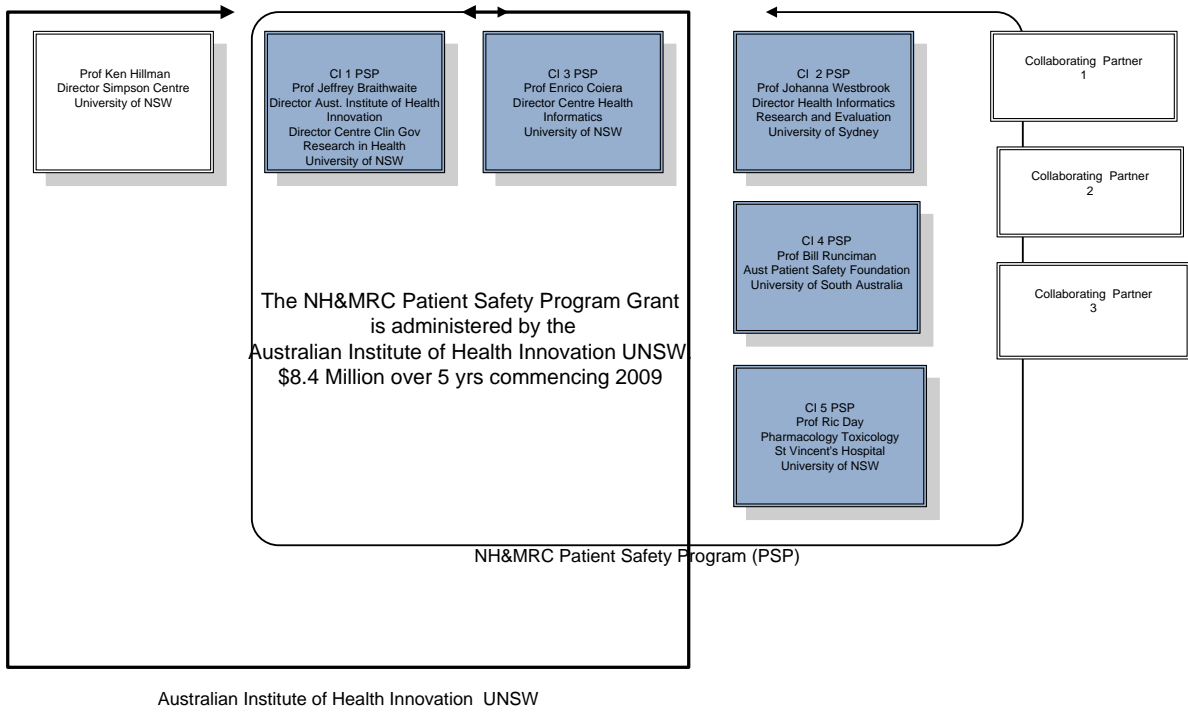 Prof Ken Hillman
Director Simpson Centre
University of NSW
CI 1 PSP
Prof Jeffrey Braithwaite
Director Aust. Institute of Health
Innovation
Director Centre Clin Gov
Research in Health
University of NSW
CI 3 PSP
Prof Enrico Coiera
Director Centre Health
Informatics
University of NSW
CI 2 PSP
Prof Johanna Westbrook
Director Health Informatics
Research and Evaluation
University of Sydney
Collaborating Partner
1
Collaborating Partner
2
CI 4 PSP
Prof Bill Runciman
Aust Patient Safety Foundation
University of South Australia
Collaborating Partner
3
The NH&MRC Patient Safety Program Grant
is administered by the
Australian Institute of Health Innovation UNSW.
$8.4 Million over 5 yrs commencing 2009
CI 5 PSP
Prof Ric Day
Pharmacology Toxicology
St Vincent's Hospital
University of NSW
NH&MRC Patient Safety Program (PSP)
Australian Institute of Health Innovation UNSW